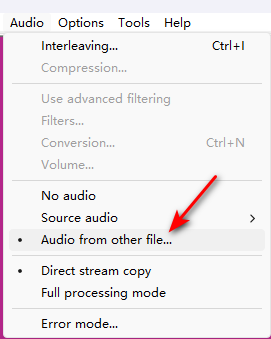 Audio Options Tools Help
Interleaving... Ctrl+I
Compression...
Use advanced filtering
Filters...
Conversion... Ctrl+N
Volume...
No audio
Source audio
Audio from other file...
Direct stream copy
Full processing mode
Error mode...